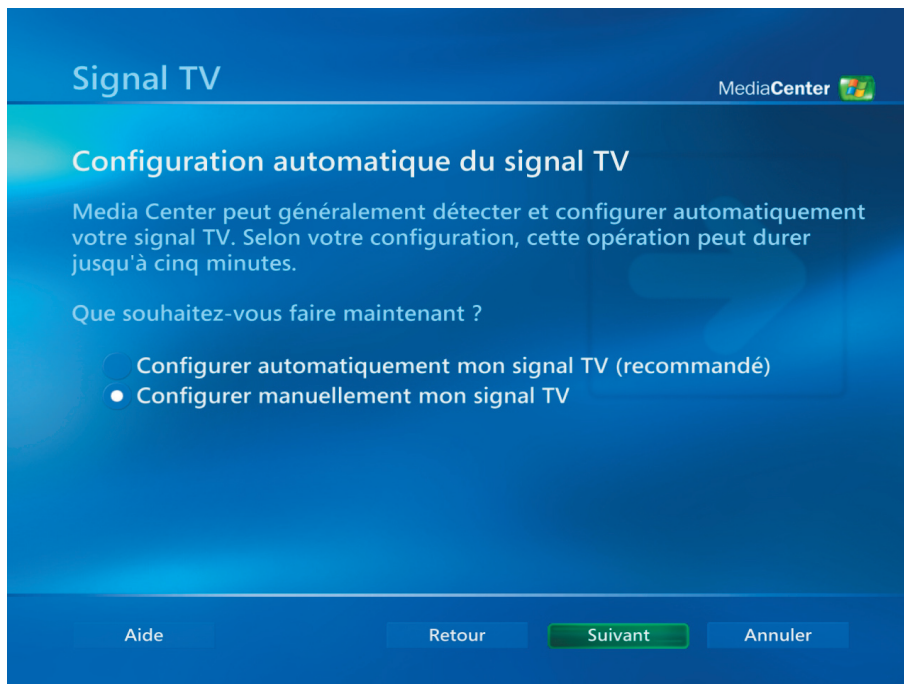 Signal TV
MediaCenter
Configuration automatique du signal TV
Media Center peut généralement détecter et configurer automatiquement
votre signal TV. Selon votre configuration, cette opération peut durer
jusqu'à cinq minutes.
Que souhaitez-vous faire maintenant ?
Configurer automatiquement mon signal TV (recommandé)
Configurer manuellement mon signal TV
Aide Retour Suivant Annuler